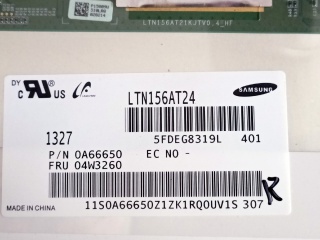 LTN156AT21KJTV0.4_HF
DY
C UL US
LTN156AT24
SAMSUNG
1327
5FDEG8319L 401
P/N 0A66650 EC NO -
FRU 04W3260
MADE IN CHINA
11S0A66650Z1ZK1RQ0UV1S 307
R